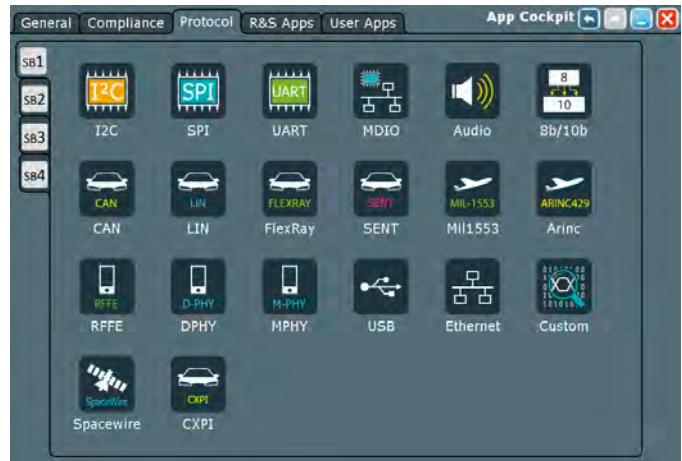 General Compliance Protocol R&S Apps User Apps App Cockpit
SB1
SB2
SB3
SB4
I²C SPI UART 8 10
I2C SPI UART MDIO Audio 8b/10b
CAN LIN FLEXRAY SENT MIL-1553 ARINC429
CAN LIN FlexRay SENT Mil1553 Arinc
RFFE D-PHY M-PHY
RFFE DPHY MPHY USB Ethernet Custom
SpaceWire CXPI
Spacewire CXPI